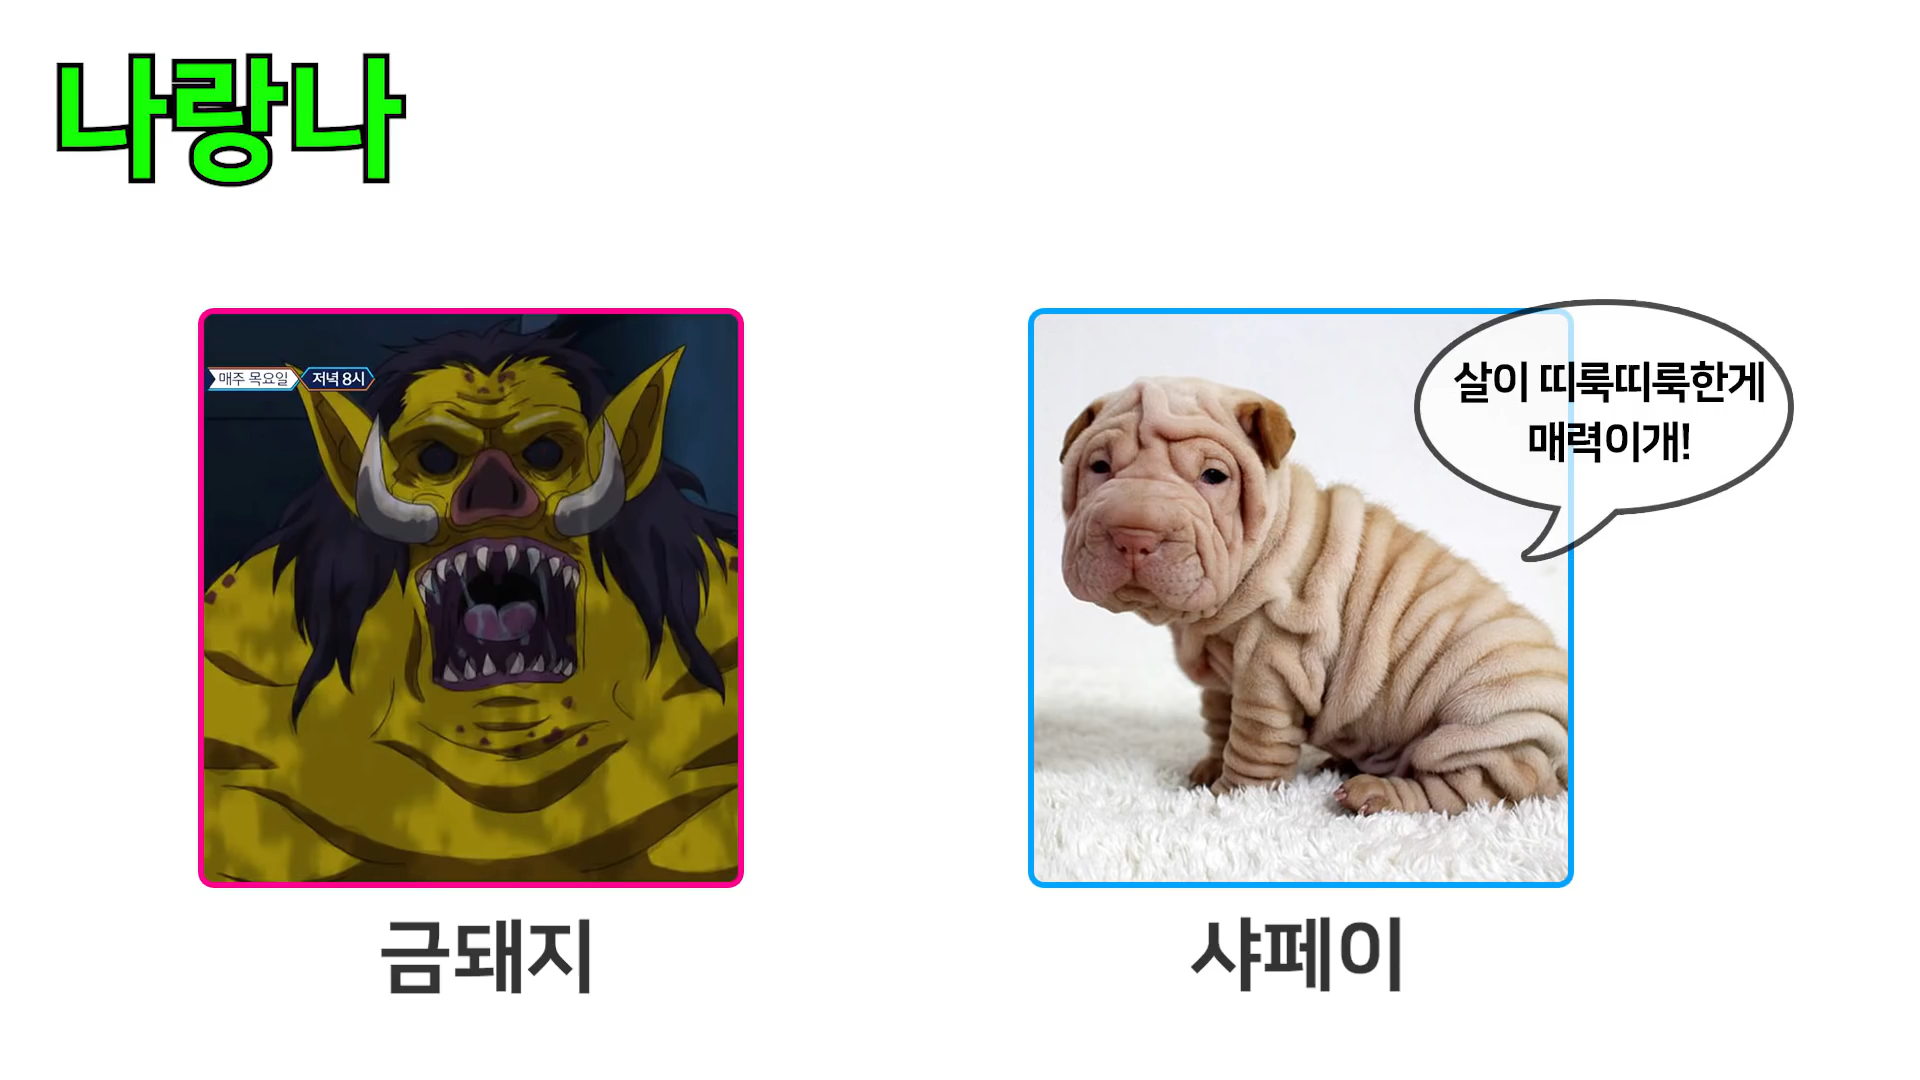 나랑나
매주 목요일 저녁 8시
살이 띠룩띠룩한게
매력이개!
금돼지
샤페이